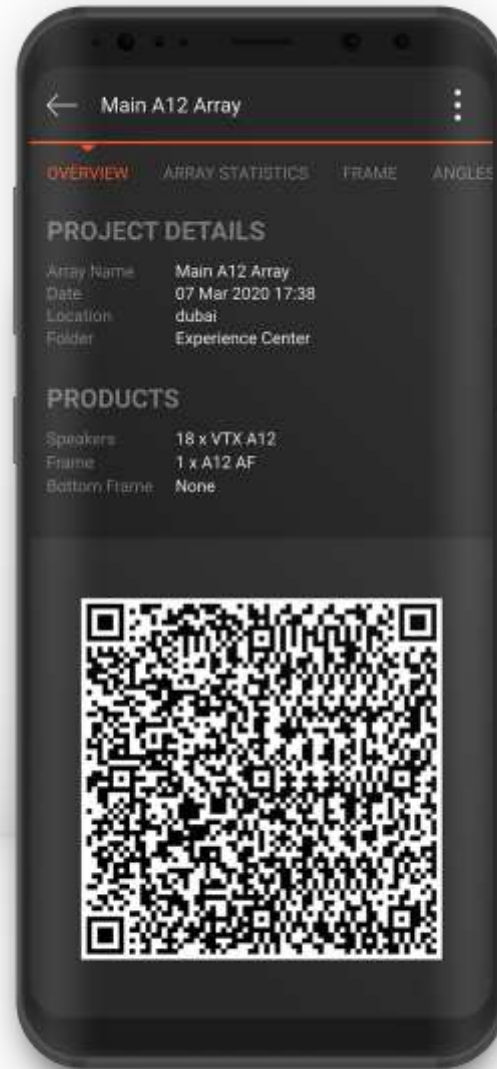 Main A12 Array
OVERVIEW ARRAY STATISTICS FRAME ANGLES
PROJECT DETAILS
Array Name Main A12 Array
Date 07 Mar 2020 17:38
Location dubai
Folder Experience Center
PRODUCTS
Speakers 18 x VTX A12
Frame 1 x A12 AF
Bottom Frame None